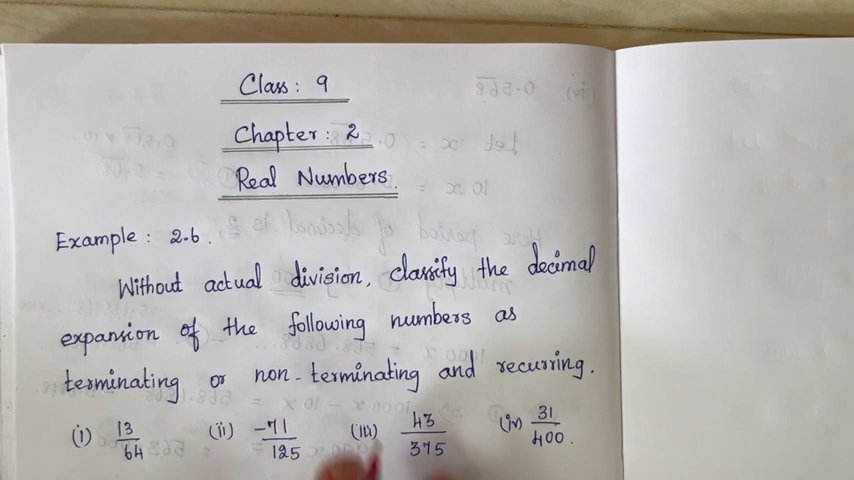 Class: 9
Chapter: 2
Real Numbers.
Example: 2.6.
Without actual division, classify the decimal
expansion of the following numbers as
terminating or non-terminating and recurring.
(i) 13/64 (ii) -71/125 (iii) 43/375 (iv) 31/400.